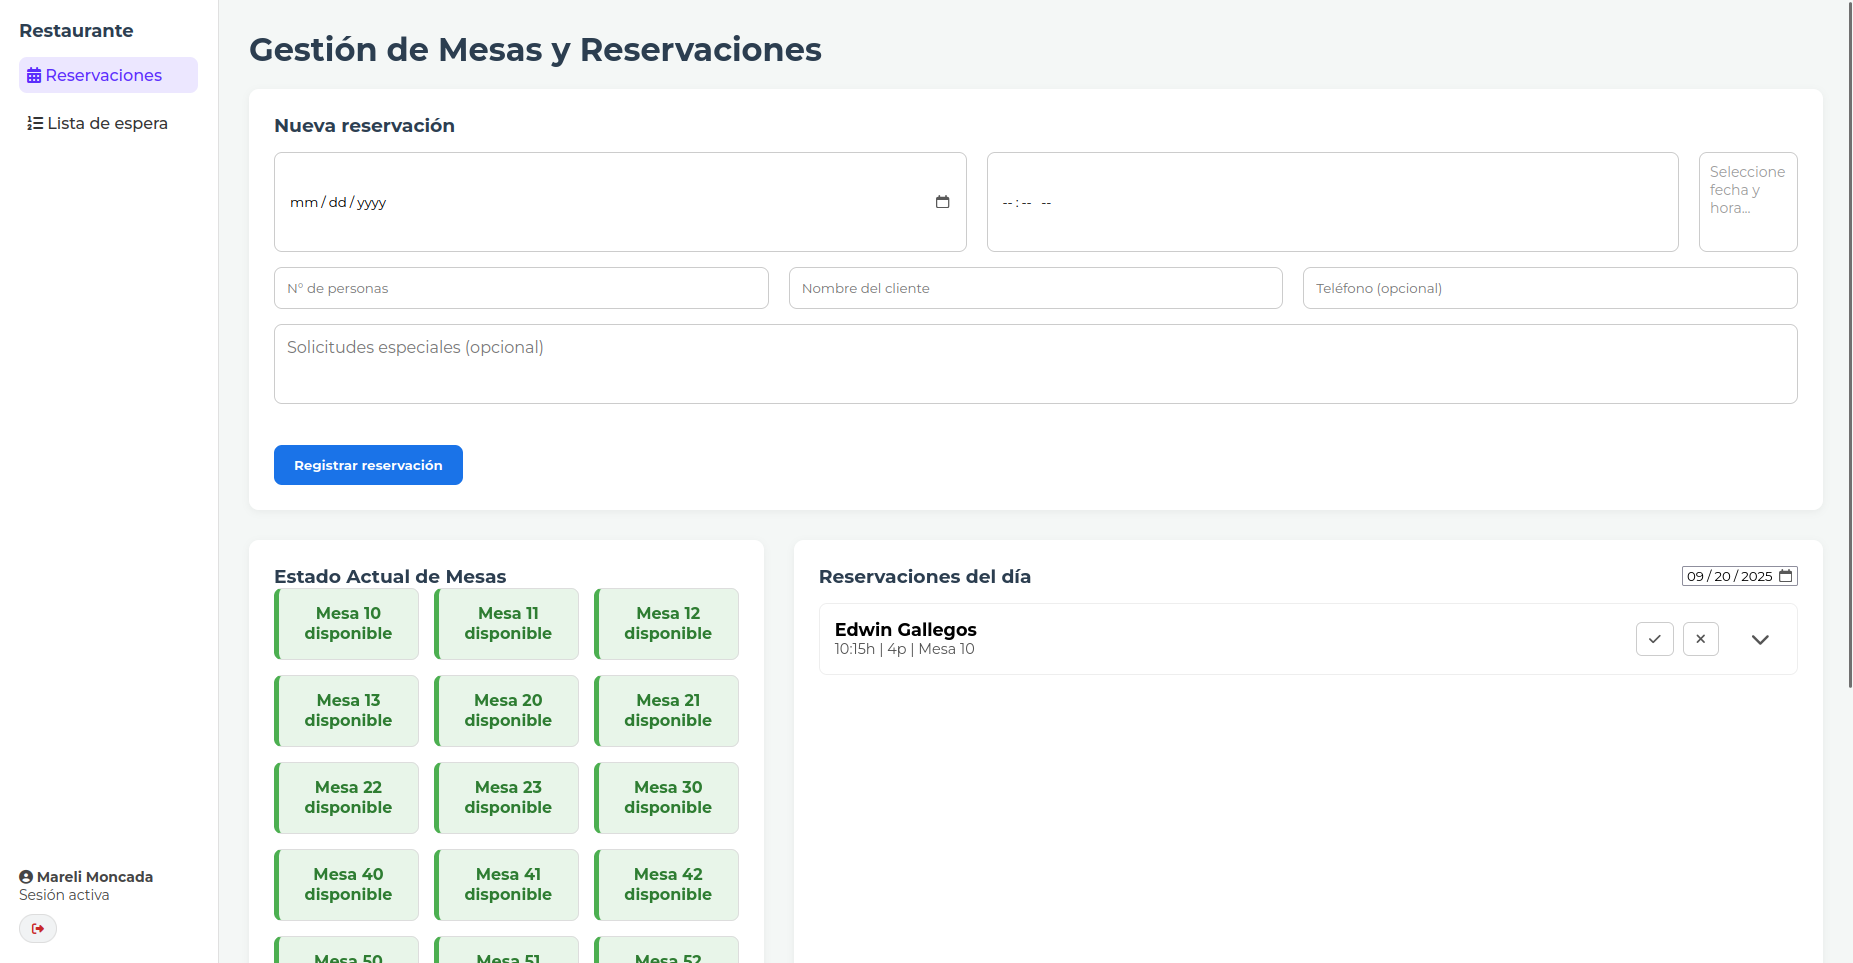 Restaurante
Reservaciones
Lista de espera
Mareli Moncada
Sesión activa
Gestión de Mesas y Reservaciones
Nueva reservación
mm/dd/yyyy
--:-- --
Seleccione
fecha y
hora...
N° de personas
Nombre del cliente
Teléfono (opcional)
Solicitudes especiales (opcional)
Registrar reservación
Estado Actual de Mesas
Mesa 10
disponible
Mesa 11
disponible
Mesa 12
disponible
Mesa 13
disponible
Mesa 20
disponible
Mesa 21
disponible
Mesa 22
disponible
Mesa 23
disponible
Mesa 30
disponible
Mesa 40
disponible
Mesa 41
disponible
Mesa 42
disponible
Mesa 50
Mesa 51
Mesa 52
Reservaciones del día
09/20/2025
Edwin Gallegos
10:15h | 4p | Mesa 10